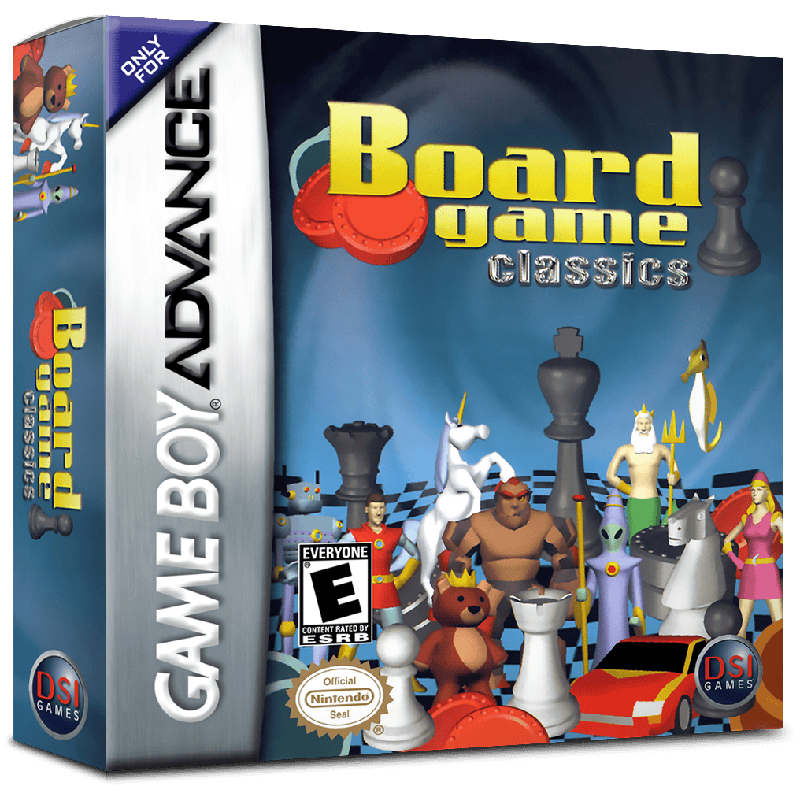 ONLY
FOR
GAME BOY ADVANCE
®
Board
game
classics
Board
game
classics
EVERYONE
E
®
CONTENT RATED BY
ESRB
Official
Nintendo
Seal
®
DSI
GAMES
DSI
GAMES